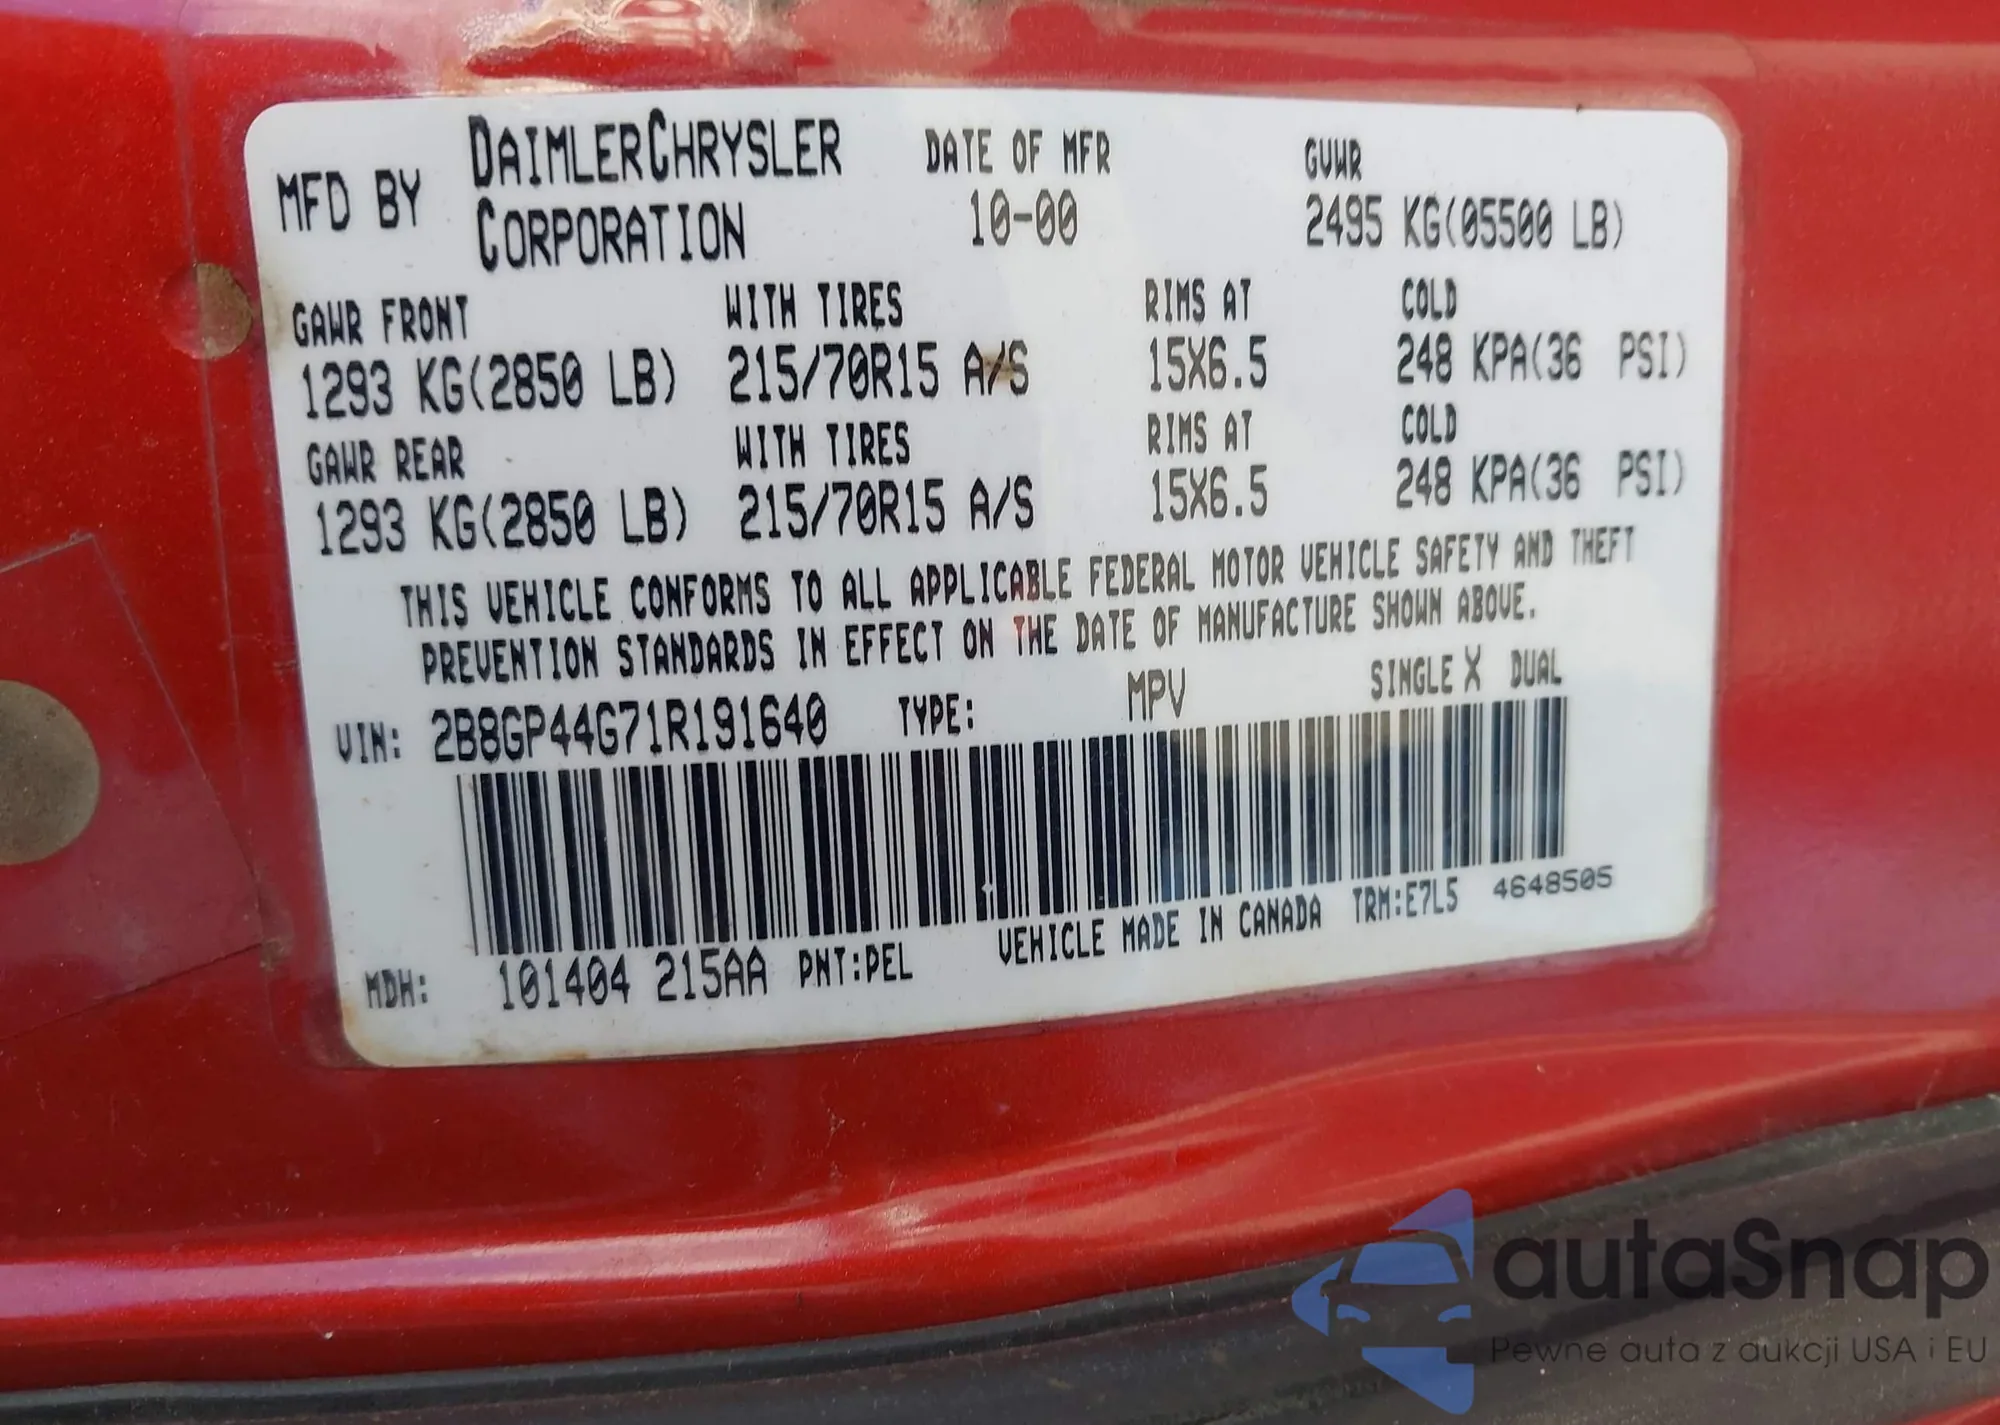 MFD BY DAIMLERCHRYSLER CORPORATION DATE OF MFR 10-00 GVWR 2495 KG(05500 LB)
GAWR FRONT WITH TIRES RIMS AT COLD
1293 KG(2850 LB) 215/70R15 A/S 15X6.5 248 KPA(36 PSI)
GAWR REAR WITH TIRES RIMS AT COLD
1293 KG(2850 LB) 215/70R15 A/S 15X6.5 248 KPA(36 PSI)
THIS VEHICLE CONFORMS TO ALL APPLICABLE FEDERAL MOTOR VEHICLE SAFETY AND THEFT
PREVENTION STANDARDS IN EFFECT ON THE DATE OF MANUFACTURE SHOWN ABOVE.
VIN: 2B8GP44G71R191640 TYPE: MPV SINGLE X DUAL
MDH: 101404 215AA PNT:PEL VEHICLE MADE IN CANADA TRM:E7L5 4648505
autaSnap
Pewne auta z aukcji USA i EU